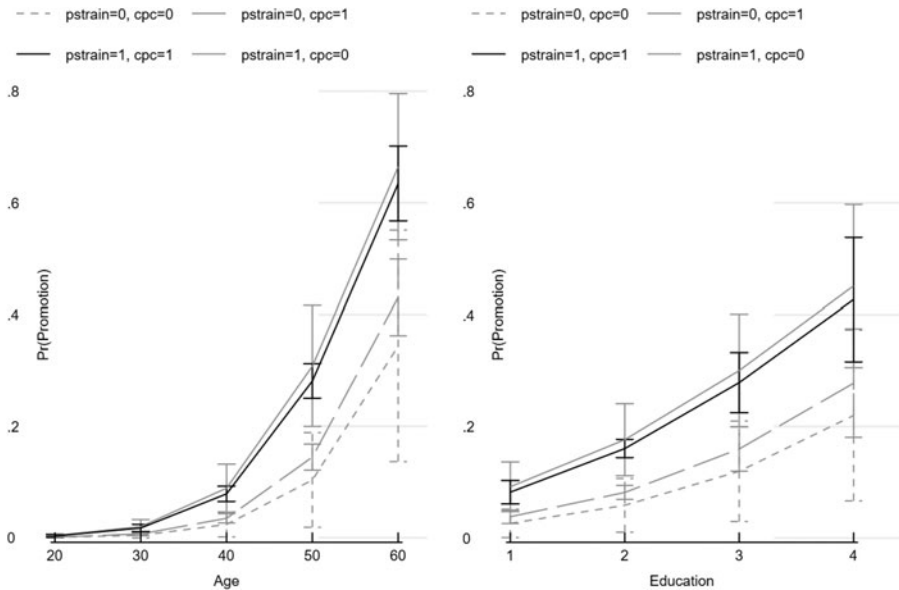 pstrain=0, cpc=0 pstrain=0, cpc=1
pstrain=1, cpc=1 pstrain=1, cpc=0
.8
.6
.4
.2
0
Pr(Promotion)
20 30 40 50 60
Age
pstrain=0, cpc=0 pstrain=0, cpc=1
pstrain=1, cpc=1 pstrain=1, cpc=0
.8
.6
.4
.2
0
Pr(Promotion)
1 2 3 4
Education